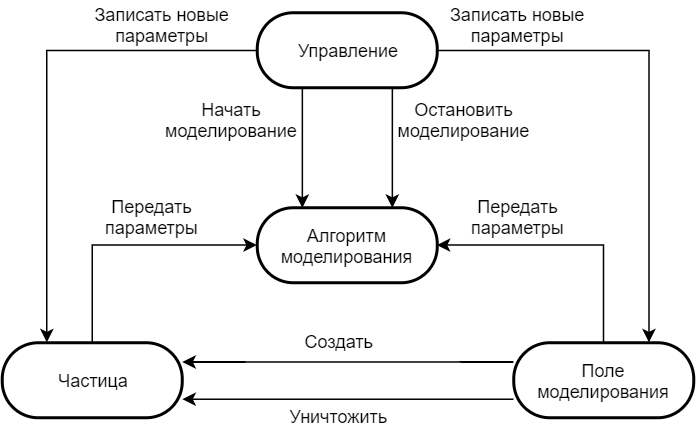 Записать новые
параметры
Управление
Записать новые
параметры
Начать
моделирование
Остановить
моделирование
Передать
параметры
Алгоритм
моделирования
Передать
параметры
Создать
Частица
Поле
моделирования
Уничтожить